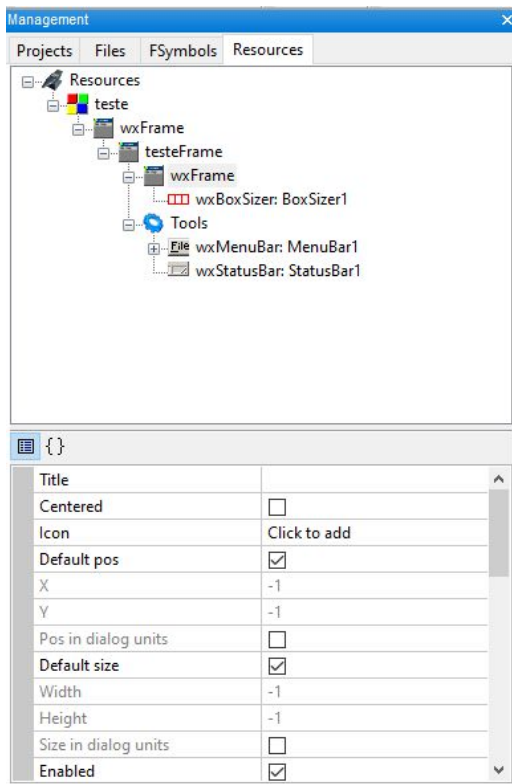 Management
Projects Files FSymbols Resources
Resources
teste
wxFrame
testeFrame
wxFrame
wxBoxSizer: BoxSizer1
Tools
File wxMenuBar: MenuBar1
wxStatusBar: StatusBar1
{}
Title
Centered
Icon Click to add
Default pos
X -1
Y -1
Pos in dialog units
Default size
Width -1
Height -1
Size in dialog units
Enabled